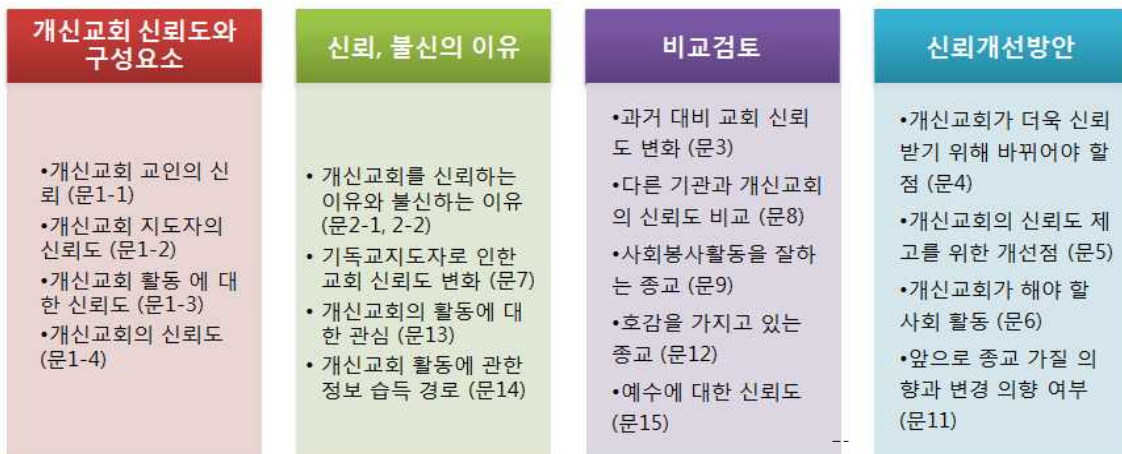 개신교회 신뢰도와
구성요소
•개신교회 교인의 신
뢰 (문1-1)
•개신교회 지도자의
신뢰도 (문1-2)
•개신교회 활동 에 대
한 신뢰도 (문1-3)
•개신교회의 신뢰도
(문1-4)
신뢰, 불신의 이유
• 개신교회를 신뢰하는
이유와 불신하는 이유
(문2-1, 2-2)
• 기독교지도자로 인한
교회 신뢰도 변화 (문7)
• 개신교회의 활동에 대
한 관심 (문13)
• 개신교회 활동에 관한
정보 습득 경로 (문14)
비교검토
•과거 대비 교회 신뢰
도 변화 (문3)
•다른 기관과 개신교회
의 신뢰도 비교 (문8)
•사회봉사활동을 잘하
는 종교 (문9)
•호감을 가지고 있는
종교 (문12)
•예수에 대한 신뢰도
(문15)
신뢰개선방안
•개신교회가 더욱 신뢰
받기 위해 바뀌어야 할
점 (문4)
•개신교회의 신뢰도 제
고를 위한 개선점 (문5)
•개신교회가 해야 할
사회 활동 (문6)
•앞으로 종교 가질 의
향과 변경 의향 여부
(문11)